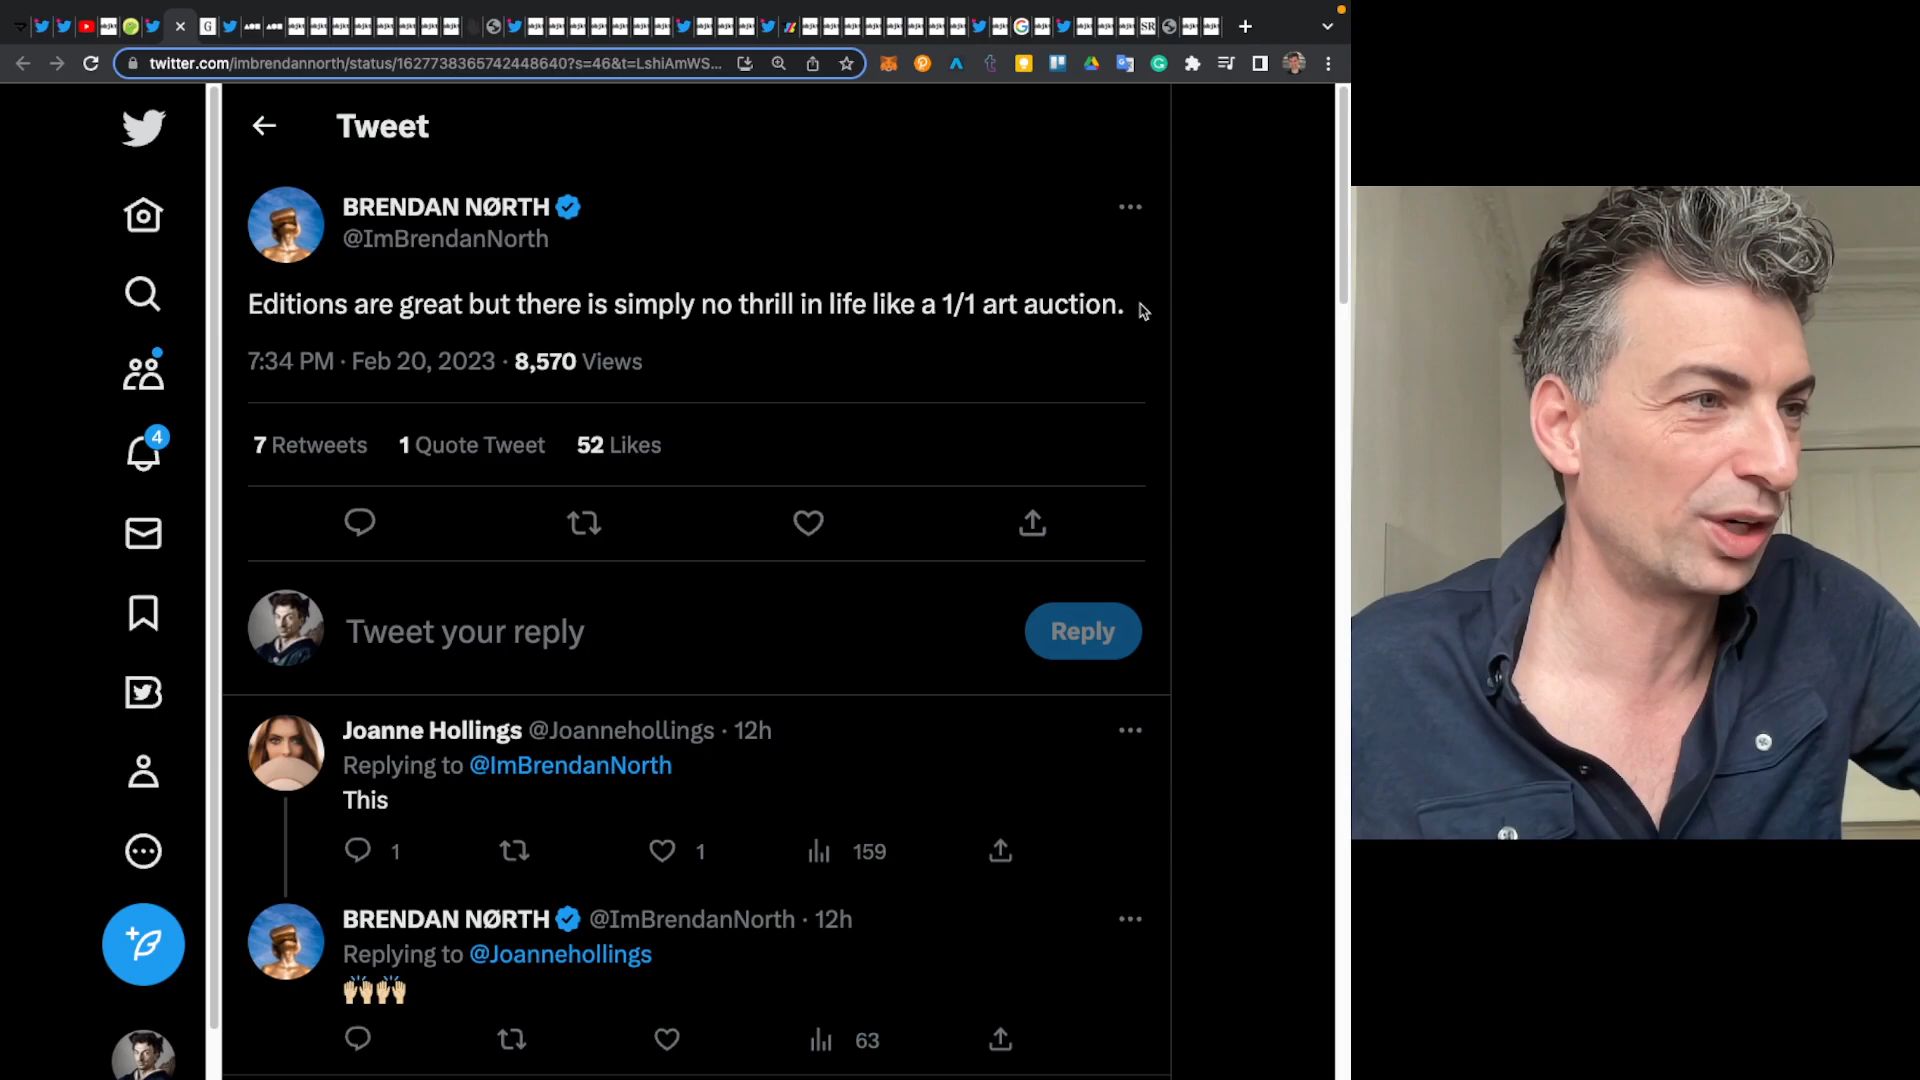 twitter.com/imbrendannorth/status/1627738365742448640?s=46&t=LshiAmWS...
Tweet
BRENDAN NØRTH
@ImBrendanNorth
Editions are great but there is simply no thrill in life like a 1/1 art auction.
7:34 PM · Feb 20, 2023 · 8,570 Views
7 Retweets 1 Quote Tweet 52 Likes
4
Tweet your reply
Reply
Joanne Hollings @Joannehollings · 12h
Replying to @ImBrendanNorth
This
1 1 159
BRENDAN NØRTH @ImBrendanNorth · 12h
Replying to @Joannehollings
🙌🏼🙌🏼
63